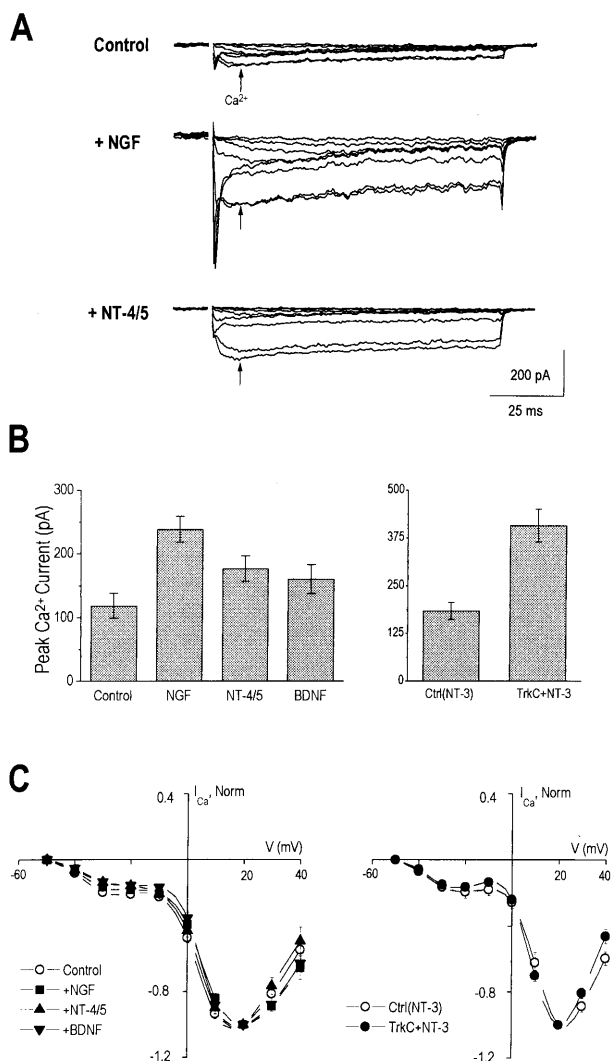 A
Control
Ca2+
+ NGF
+ NT-4/5
200 pA
25 ms
B
Peak Ca2+ Current (pA)
300
200
100
0
Control
NGF
NT-4/5
BDNF
500
375
250
125
0
Ctrl(NT-3)
TrkC+NT-3
C
0.4
ICa, Norm
V (mV)
-60
20
40
-0.8
-1.2
Control
+NGF
+NT-4/5
+BDNF
0.4
ICa, Norm
V (mV)
-60
20
40
-0.8
-1.2
Ctrl(NT-3)
TrkC+NT-3